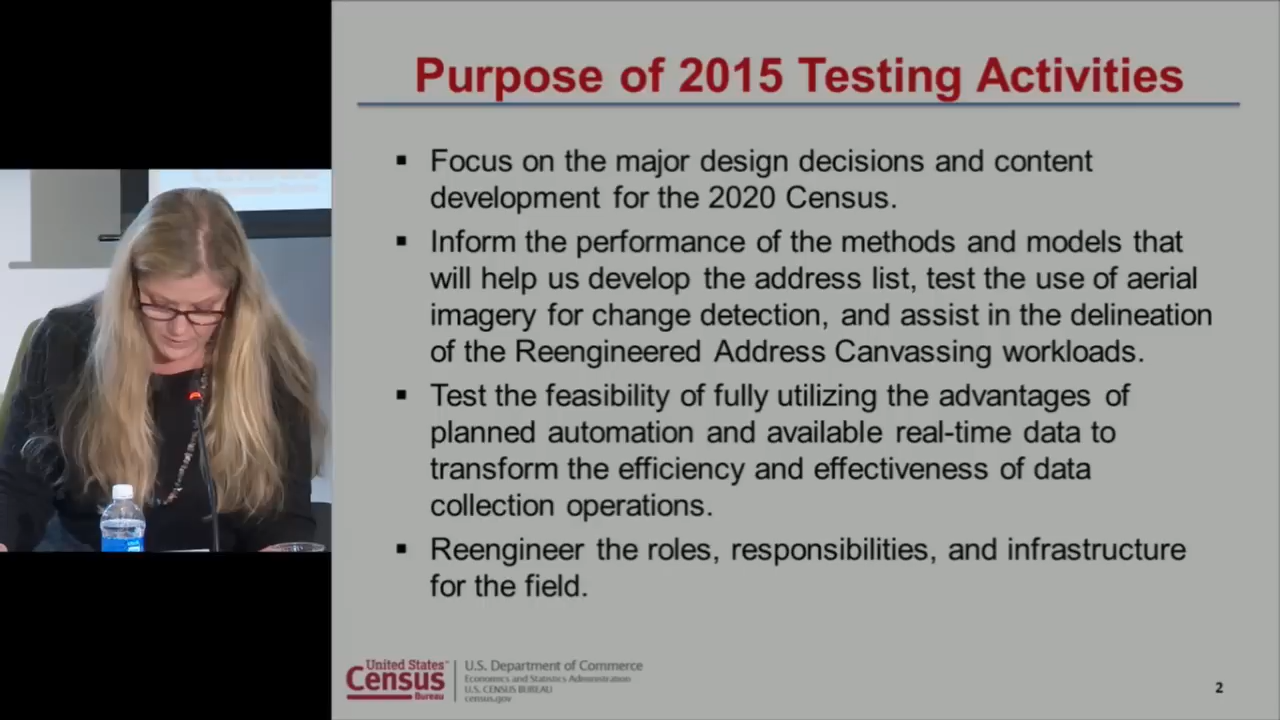 Purpose of 2015 Testing Activities
▪ Focus on the major design decisions and content
development for the 2020 Census.
▪ Inform the performance of the methods and models that
will help us develop the address list, test the use of aerial
imagery for change detection, and assist in the delineation
of the Reengineered Address Canvassing workloads.
▪ Test the feasibility of fully utilizing the advantages of
planned automation and available real-time data to
transform the efficiency and effectiveness of data
collection operations.
▪ Reengineer the roles, responsibilities, and infrastructure
for the field.
United States™
Census
Bureau
U.S. Department of Commerce
Economics and Statistics Administration
U.S. CENSUS BUREAU
census.gov
2